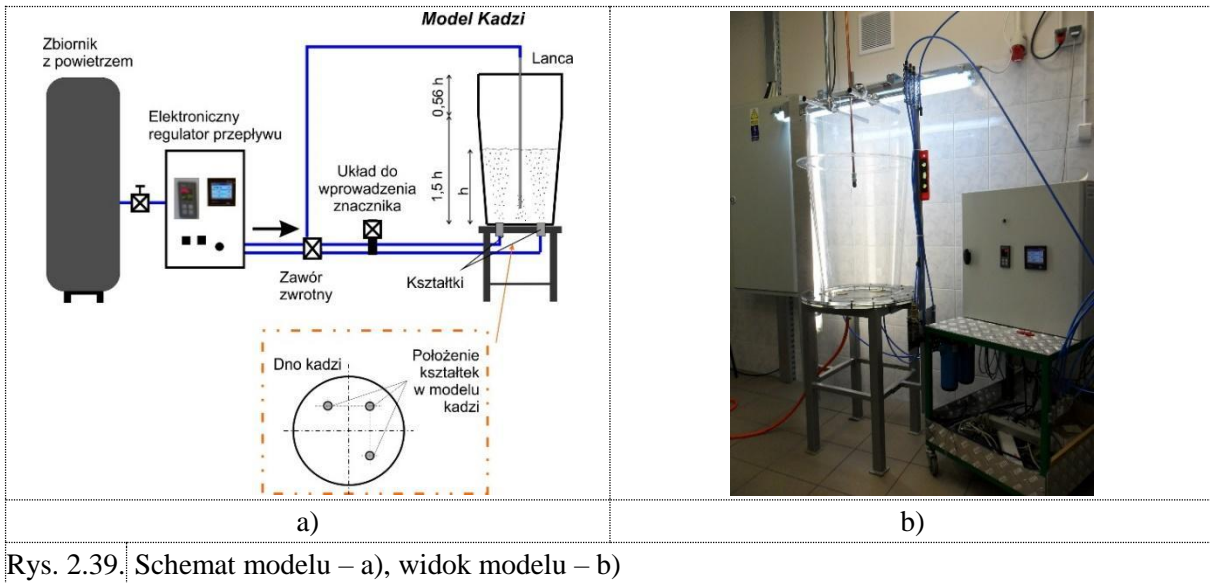 Model Kadzi
Zbiornik
z powietrzem
Lanca
Elektroniczny
regulator przepływu
0,56 h
1,5 h
h
Układ do
wprowadzenia
znacznika
Zawór
zwrotny
Kształtki
Dno kadzi
Położenie
kształtek
w modelu
kadzi
a)
b)
Rys. 2.39. Schemat modelu – a), widok modelu – b)